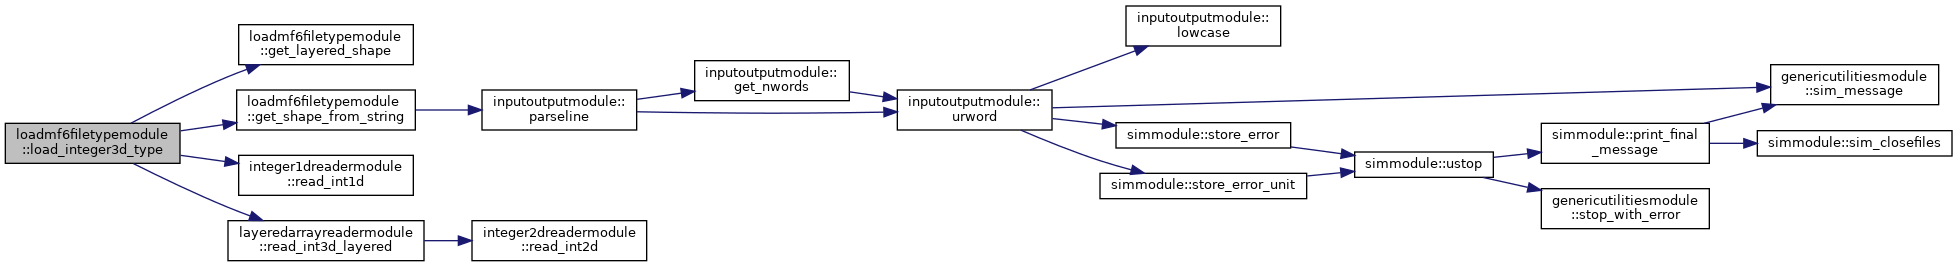 loadmf6filetypemodule
::load_integer3d_type
loadmf6filetypemodule
::get_layered_shape
loadmf6filetypemodule
::get_shape_from_string
integer1dreadermodule
::read_int1d
layeredarrayreadermodule
::read_int3d_layered
inputoutputmodule::
parseline
integer2dreadermodule
::read_int2d
inputoutputmodule::
get_nwords
inputoutputmodule::
urword
inputoutputmodule::
lowcase
simmodule::store_error
simmodule::store_error_unit
simmodule::ustop
simmodule::print_final
_message
genericutilitiesmodule
::stop_with_error
genericutilitiesmodule
::sim_message
simmodule::sim_closefiles